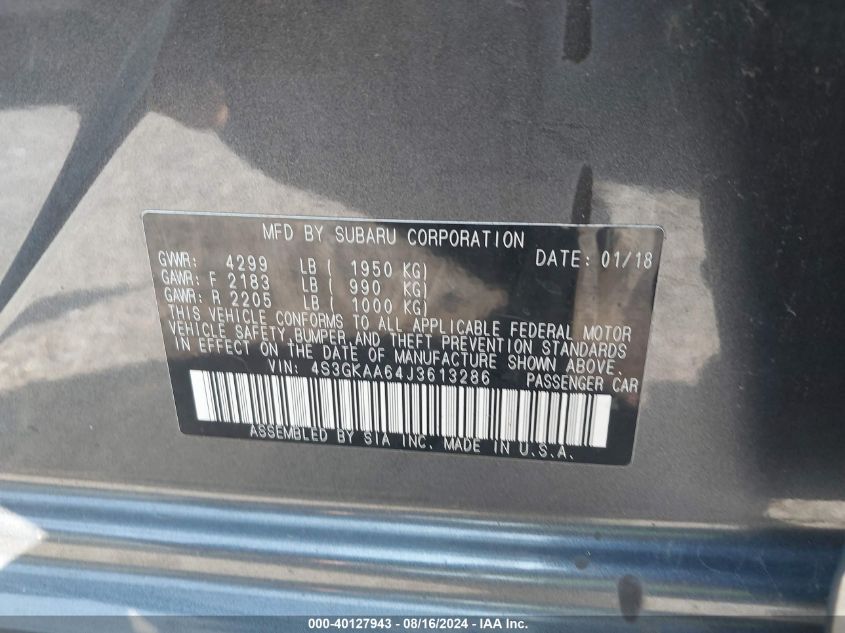 MFD BY SUBARU CORPORATION
GVWR: 4299 LB ( 1950 KG) DATE: 01/18
GAWR: F 2183 LB ( 990 KG)
GAWR: R 2205 LB ( 1000 KG)
THIS VEHICLE CONFORMS TO ALL APPLICABLE FEDERAL MOTOR
VEHICLE SAFETY, BUMPER, AND THEFT PREVENTION STANDARDS
IN EFFECT ON THE DATE OF MANUFACTURE SHOWN ABOVE.
VIN: 4S3GKAA64J3613286 PASSENGER CAR
ASSEMBLED BY SIA INC. MADE IN U.S.A.
000-40127943 - 08/16/2024 - IAA Inc.